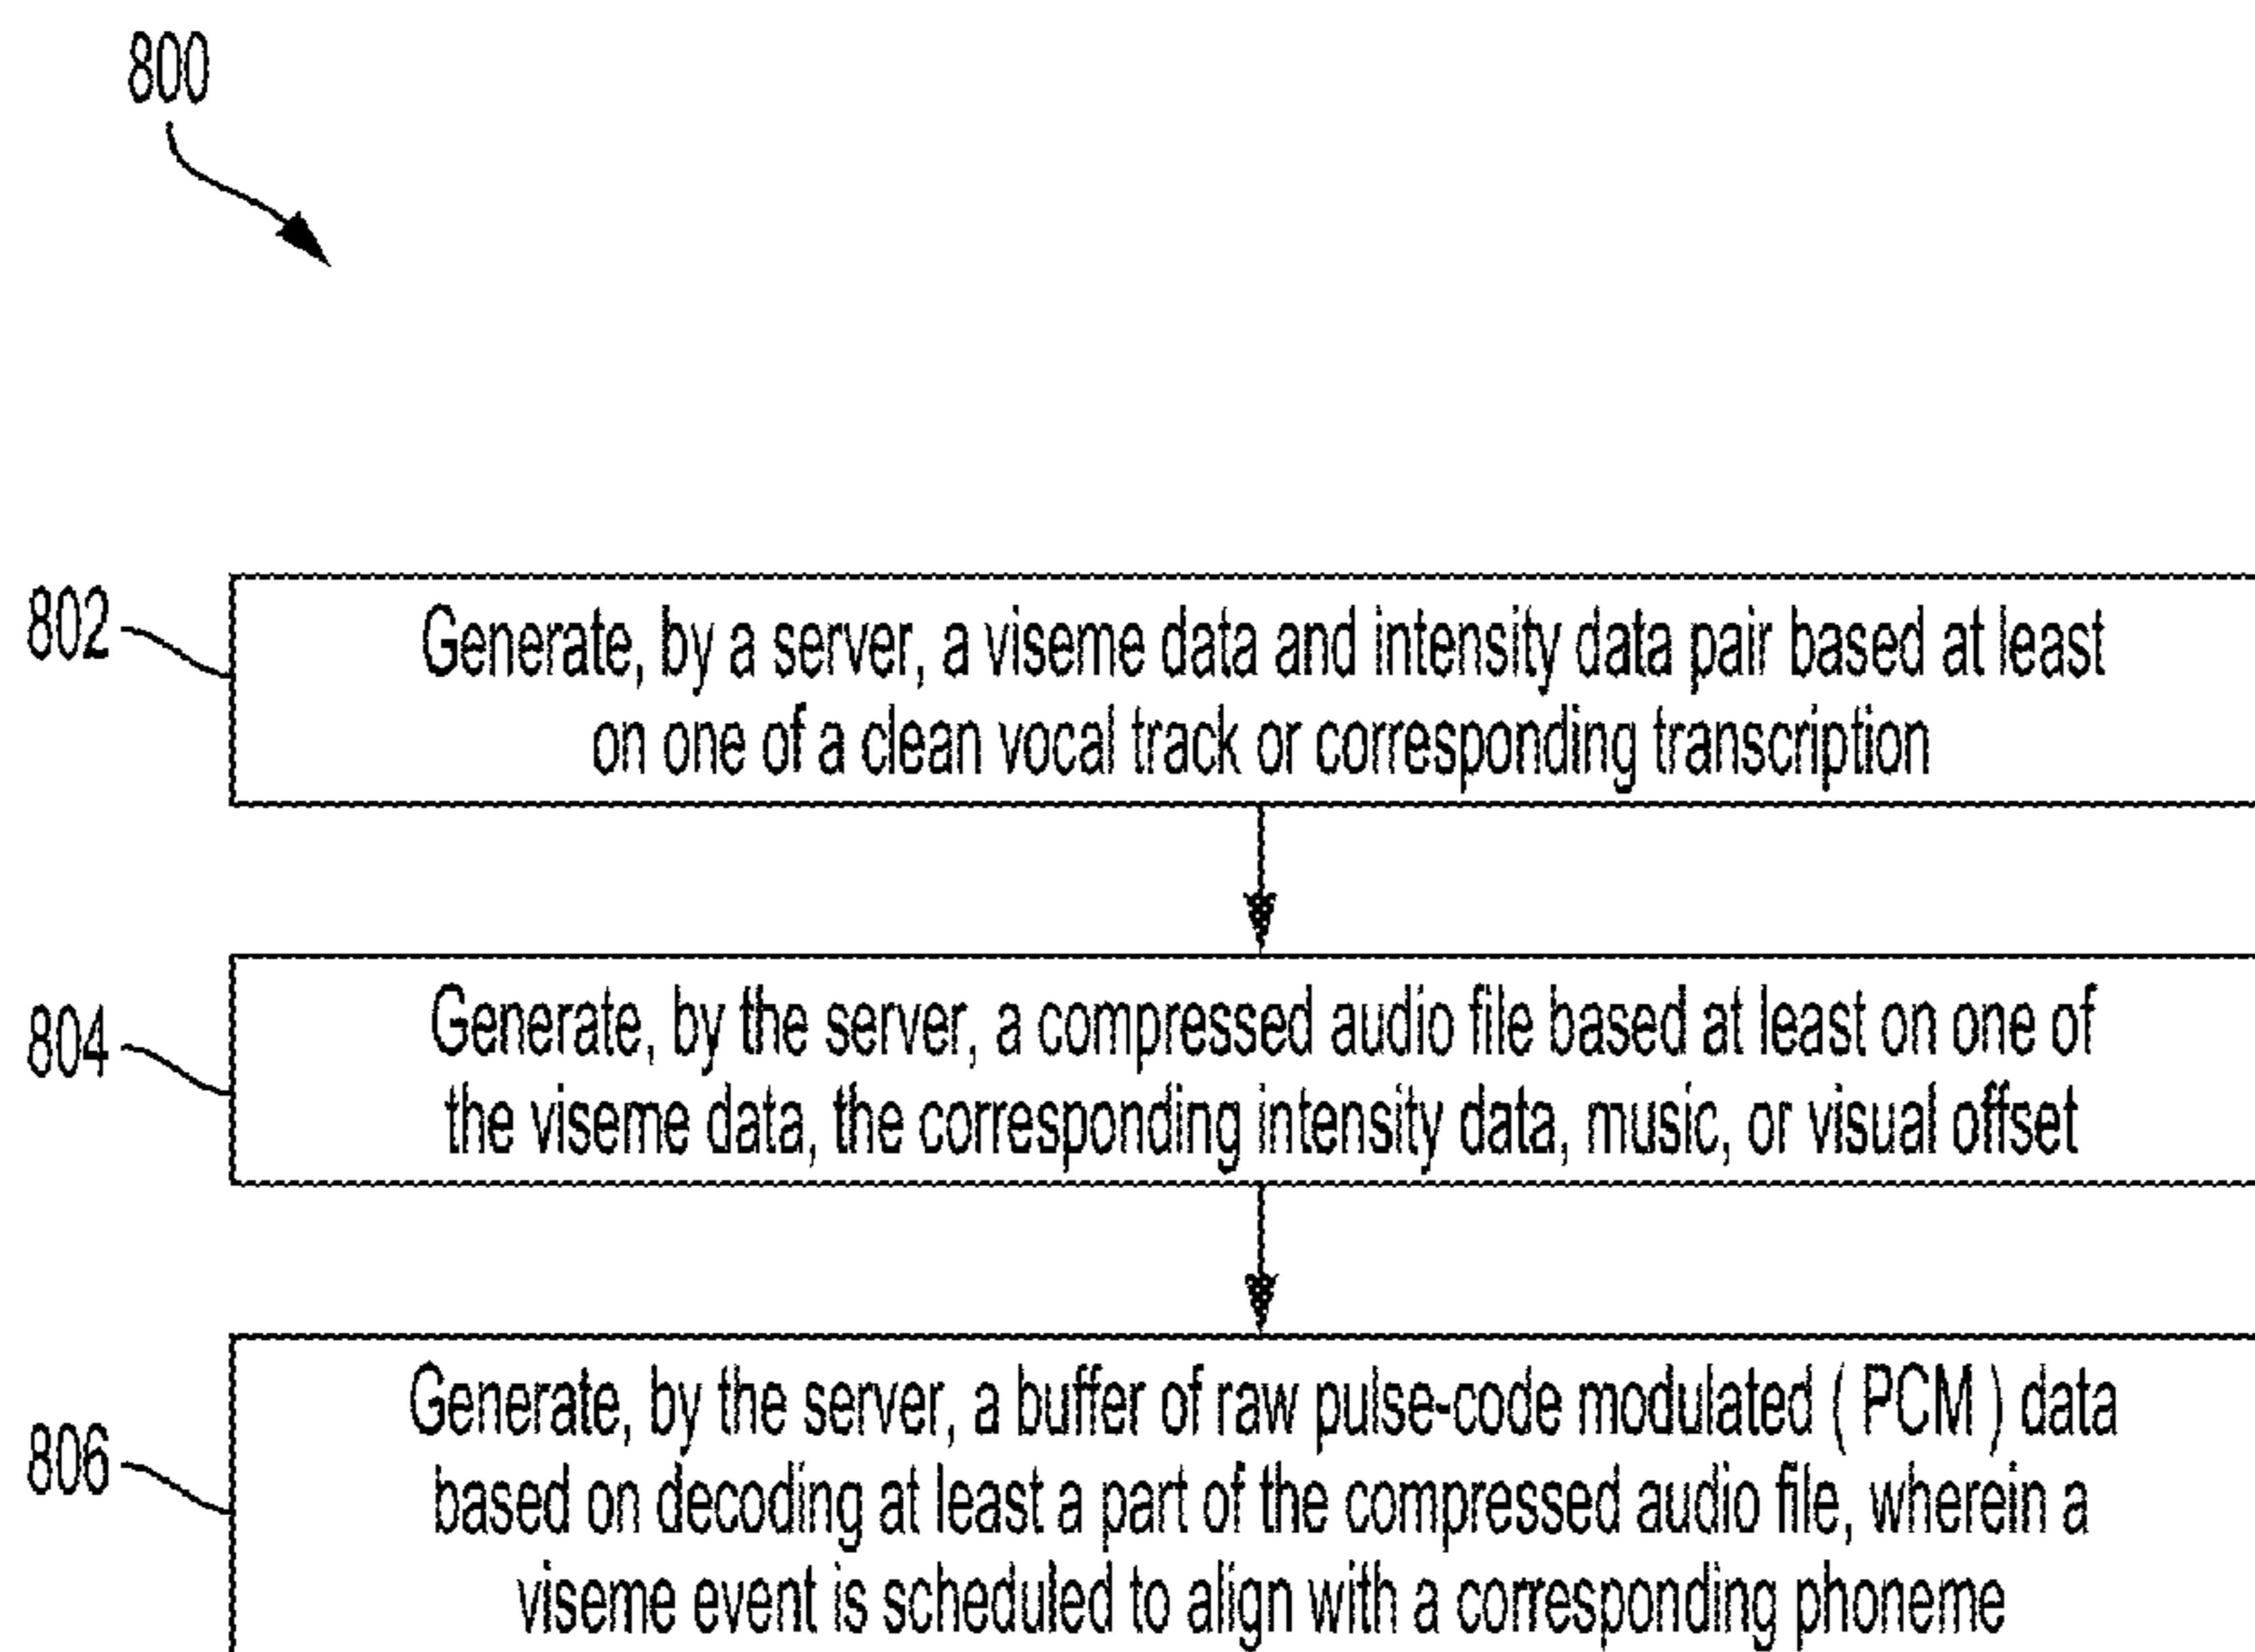 800
802
Generate, by a server, a viseme data and intensity data pair based at least
on one of a clean vocal track or corresponding transcription
804
Generate, by the server, a compressed audio file based at least on one of
the viseme data, the corresponding intensity data, music, or visual offset
806
Generate, by the server, a buffer of raw pulse-code modulated ( PCM ) data
based on decoding at least a part of the compressed audio file, wherein a
viseme event is scheduled to align with a corresponding phoneme